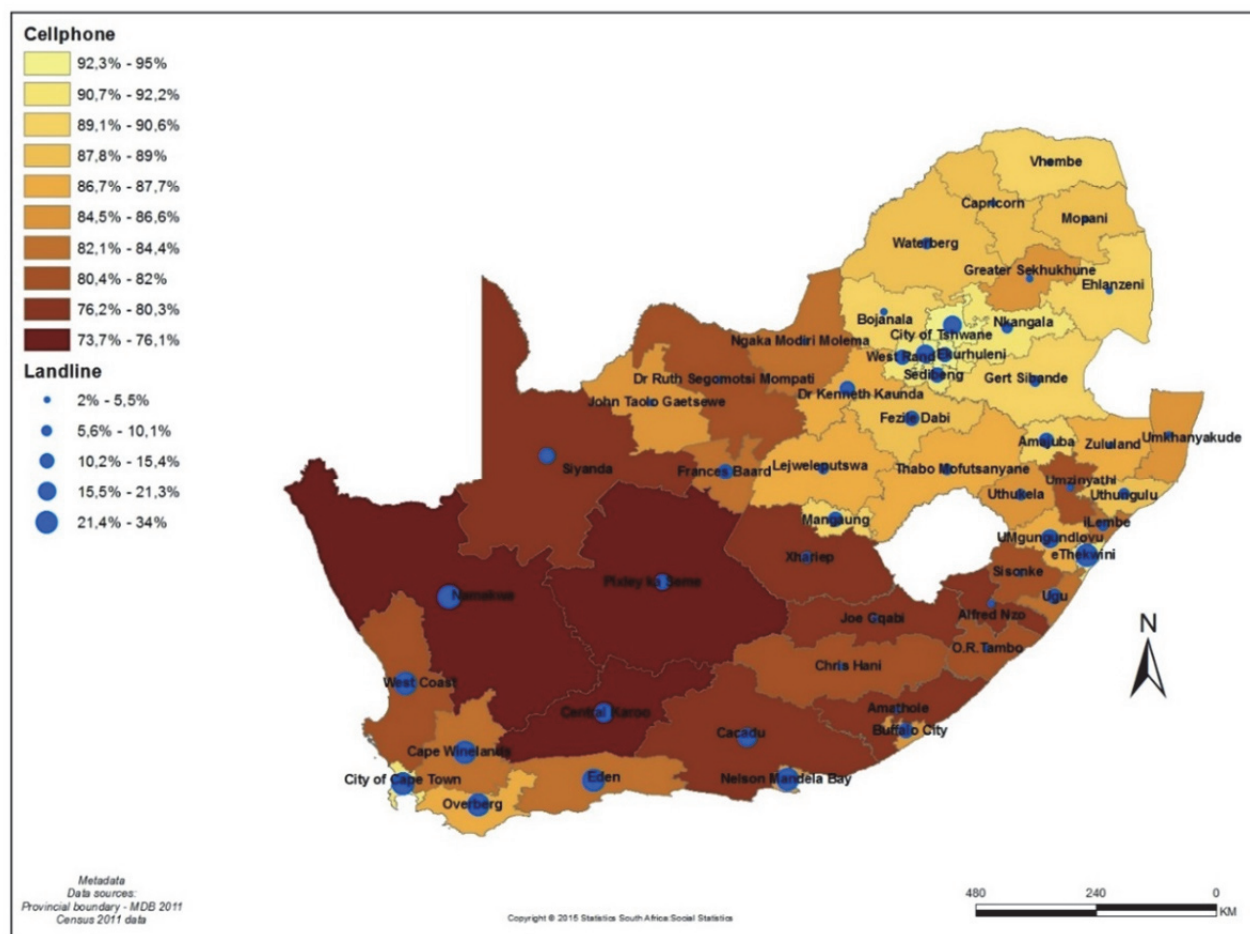 Cellphone
92,3% - 95%
90,7% - 92,2%
89,1% - 90,6%
87,8% - 89%
86,7% - 87,7%
84,5% - 86,6%
82,1% - 84,4%
80,4% - 82%
76,2% - 80,3%
73,7% - 76,1%
Landline
2% - 5,5%
5,6% - 10,1%
10,2% - 15,4%
15,5% - 21,3%
21,4% - 34%
Vhembe
Capricorn
Mopani
Waterberg
Greater Sekhukhune
Ehlanzeni
Bojanala
Nkangala
City of Tshwane
Ngaka Modiri Molema
West Rand
Ekurhuleni
Sedibeng
Gert Sibande
Dr Ruth Segomotsi Mompati
Dr Kenneth Kaunda
John Taolo Gaetsewe
Fezile Dabi
Amajuba
Zululand
Umkhanyakude
Siyanda
Frances Baard
Lejweleputswa
Thabo Mofutsanyane
Umzinyathi
Uthukela
Uthungulu
Mangaung
iLembe
UMgungundlovu
eThekwini
Xhariep
Sisonke
Pixley ka Seme
Namakwa
Ugu
Alfred Nzo
Joe Gqabi
O.R.Tambo
Chris Hani
West Coast
Central Karoo
Amathole
Buffalo City
Cacadu
Cape Winelands
City of Cape Town
Eden
Nelson Mandela Bay
Overberg
N
Metadata
Data sources:
Provincial boundary - MDB 2011
Census 2011 data
Copyright © 2015 Statistics South Africa:Social Statistics
480 240 0
KM